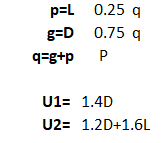 p=L 0.25 q
g=D 0.75 q
q=g+p P
U1= 1.4D
U2= 1.2D+1.6L